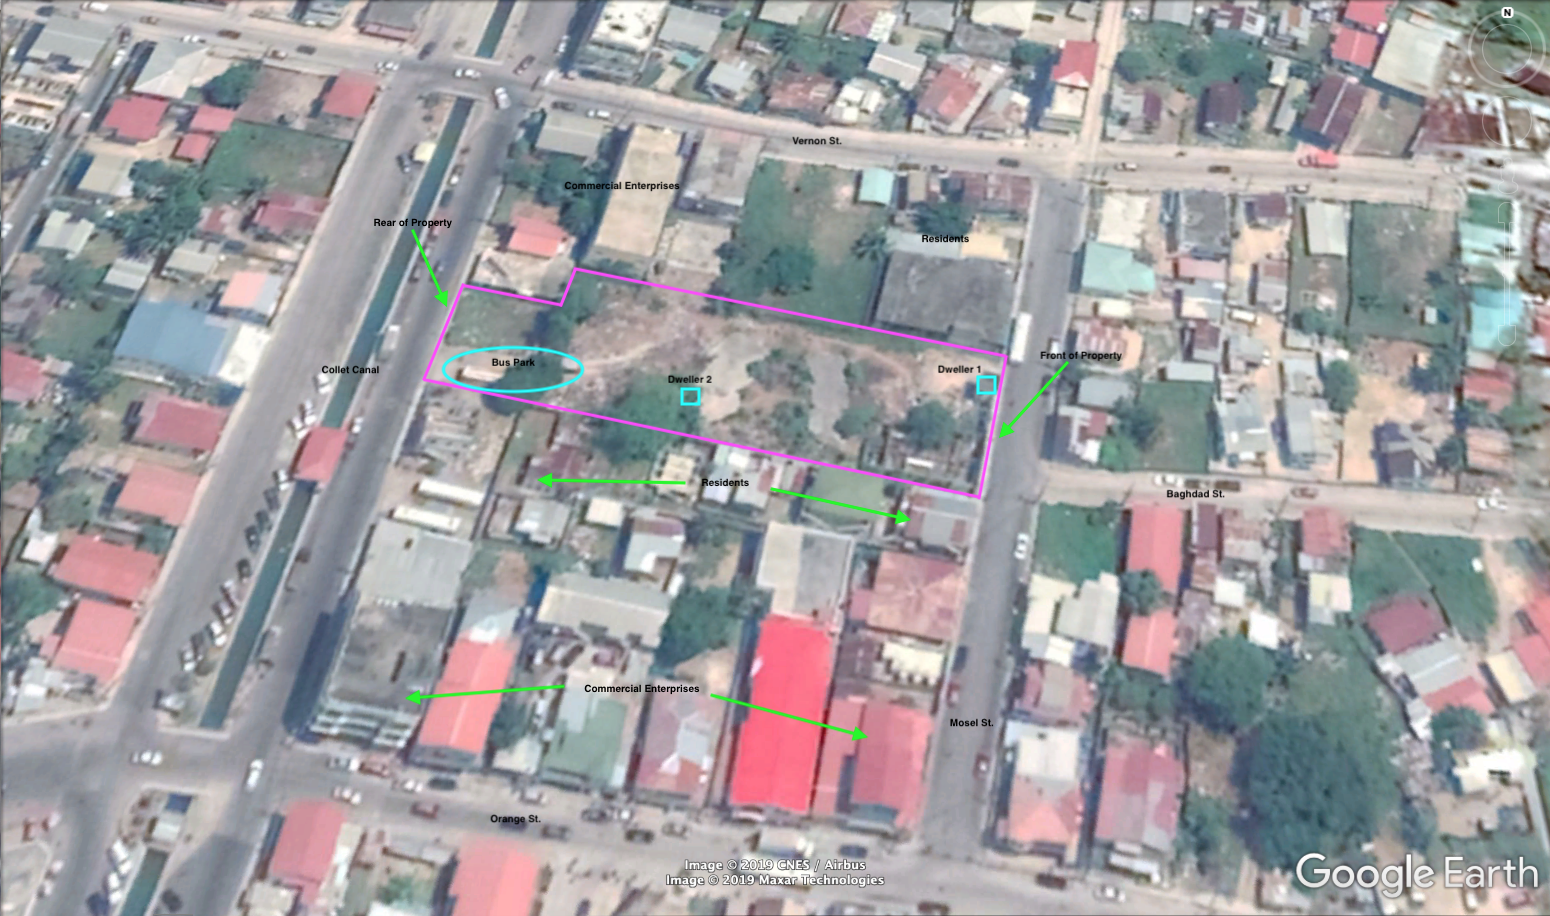 N
Vernon St.
Commercial Enterprises
Rear of Property
Residents
Front of Property
Bus Park
Collet Canal
Dweller 1
Dweller 2
Residents
Baghdad St.
Commercial Enterprises
Mosel St.
Orange St.
Image © 2019 CNES / Airbus
Image © 2019 Maxar Technologies
Google Earth